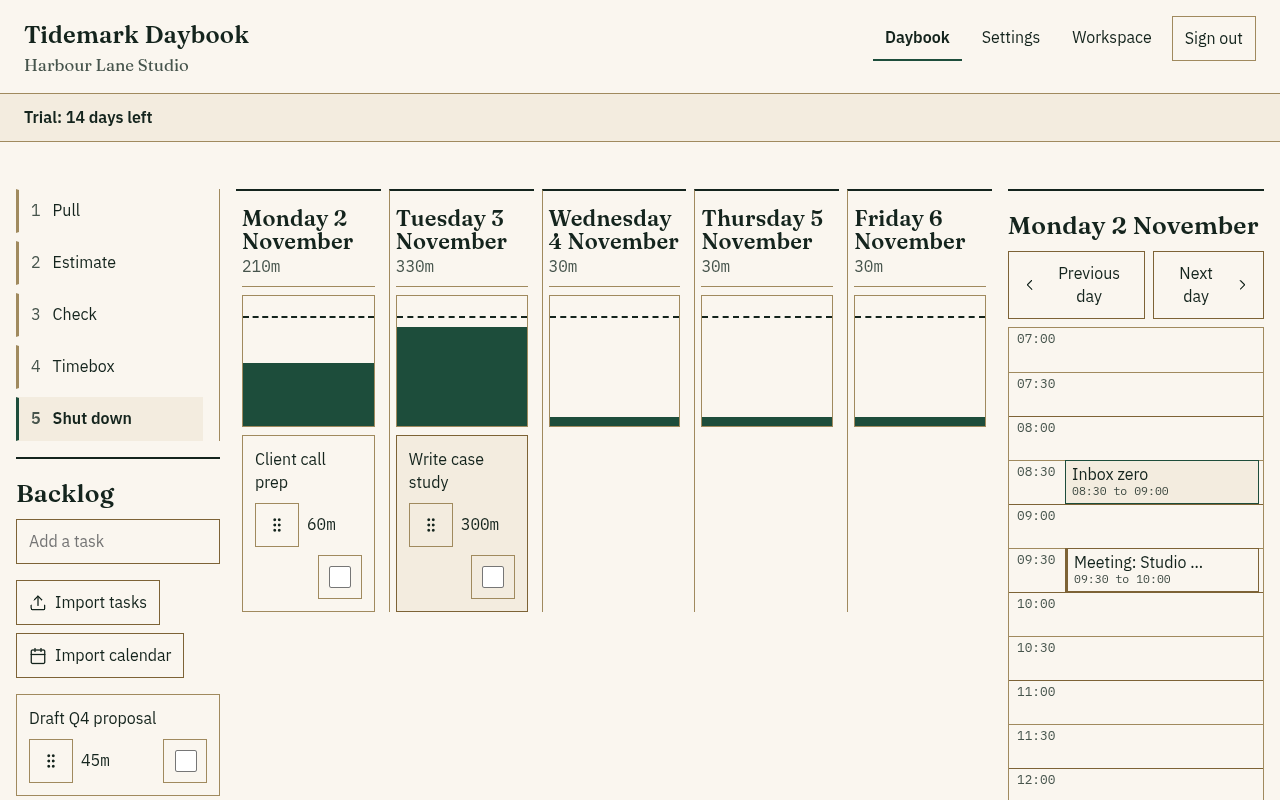 Tidemark Daybook
Harbour Lane Studio
Daybook
Settings
Workspace
Sign out
Trial: 14 days left
1 Pull
2 Estimate
3 Check
4 Timebox
5 Shut down
Backlog
Add a task
Import tasks
Import calendar
Draft Q4 proposal
45m
Monday 2
November
210m
Client call
prep
60m
Tuesday 3
November
330m
Write case
study
300m
Wednesday
4 November
30m
Thursday 5
November
30m
Friday 6
November
30m
Monday 2 November
Previous
day
Next
day
07:00
07:30
08:00
08:30
Inbox zero
08:30 to 09:00
09:00
09:30
Meeting: Studio ...
09:30 to 10:00
10:00
10:30
11:00
11:30
12:00